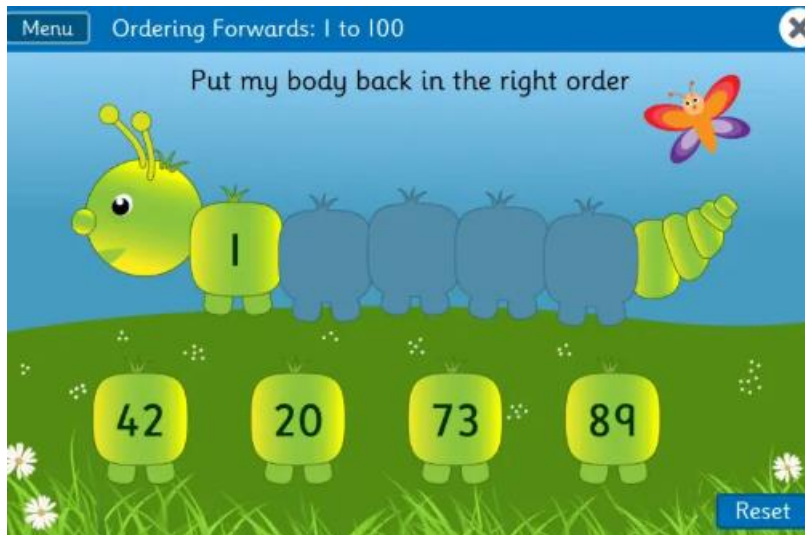 Menu
Ordering Forwards: 1 to 100
Put my body back in the right order
1
42 20 73 89
Reset